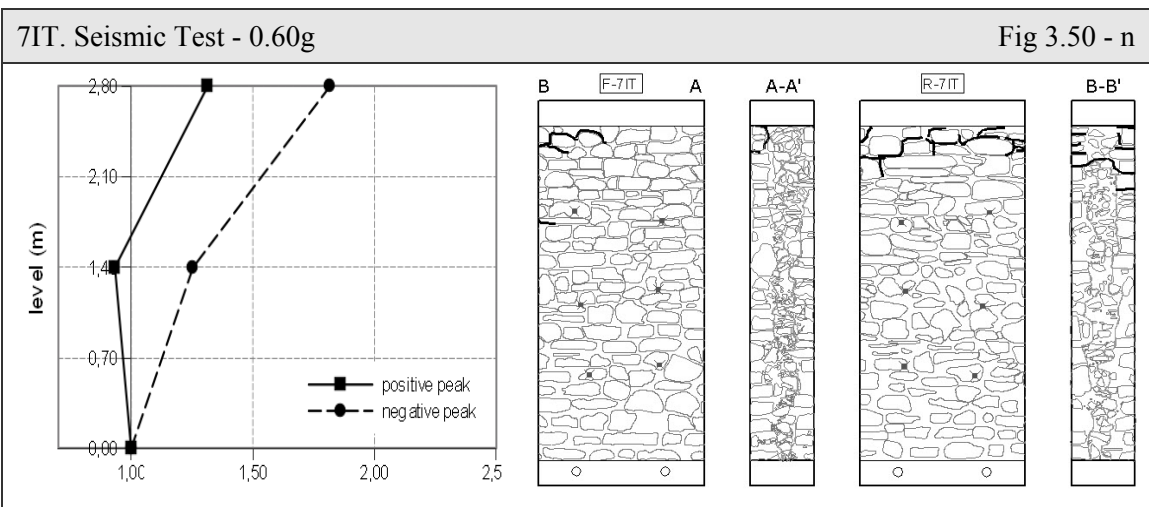 7IT. Seismic Test - 0.60g Fig 3.50 - n
level (m)
2,80
2,10
1,4
0,70
0,00
1,00 1,50 2,00 2,5
positive peak
negative peak
B F-7IT A
A-A'
R-7IT
B-B'